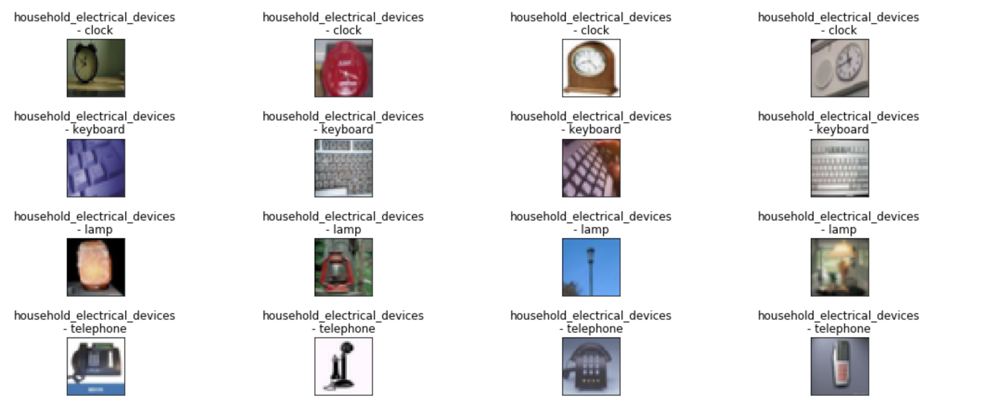 household_electrical_devices household_electrical_devices household_electrical_devices household_electrical_devices
- clock - clock - clock - clock
household_electrical_devices household_electrical_devices household_electrical_devices household_electrical_devices
- keyboard - keyboard - keyboard - keyboard
household_electrical_devices household_electrical_devices household_electrical_devices household_electrical_devices
- lamp - lamp - lamp - lamp
household_electrical_devices household_electrical_devices household_electrical_devices household_electrical_devices
- telephone - telephone - telephone - telephone